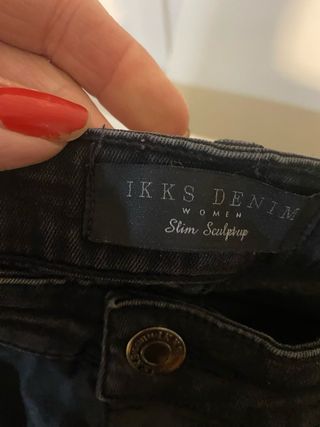 IKKS DENIM
WOMEN
Slim Sculptup